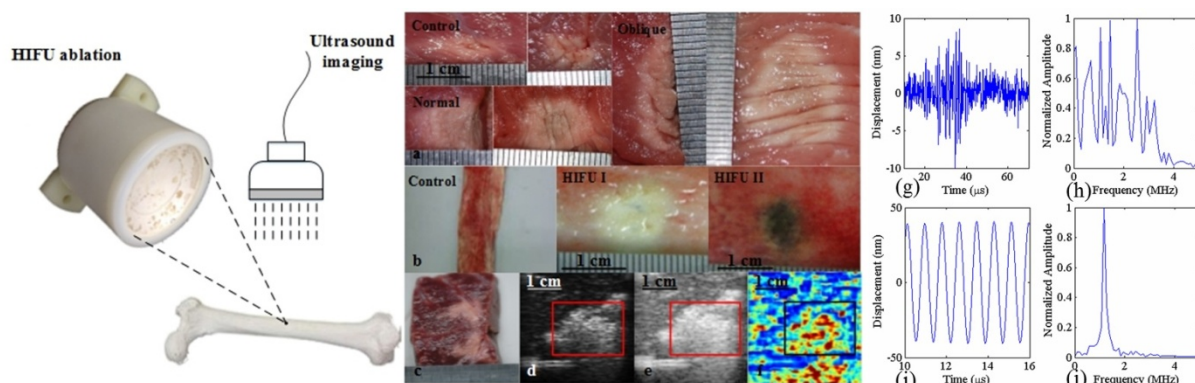 HIFU ablation
Ultrasound
imaging
Control
1 cm
Oblique
Normal
a
Control
HIFU I
HIFU II
b
1 cm
1 cm
c
1 cm
d
1 cm
e
1 cm
f
10
5
0
-5
-10
20
40
60
Displacement (nm)
(g)
Time (μs)
1
0.8
0.6
0.4
0.2
0
0
2
4
Normalized Amplitude
(h)
Frequency (MHz)
50
0
-50
10
12
14
16
Displacement (nm)
(i)
Time (μs)
1
0.8
0.6
0.4
0.2
0
0
2
4
Normalized Amplitude
Frequency (MHz)